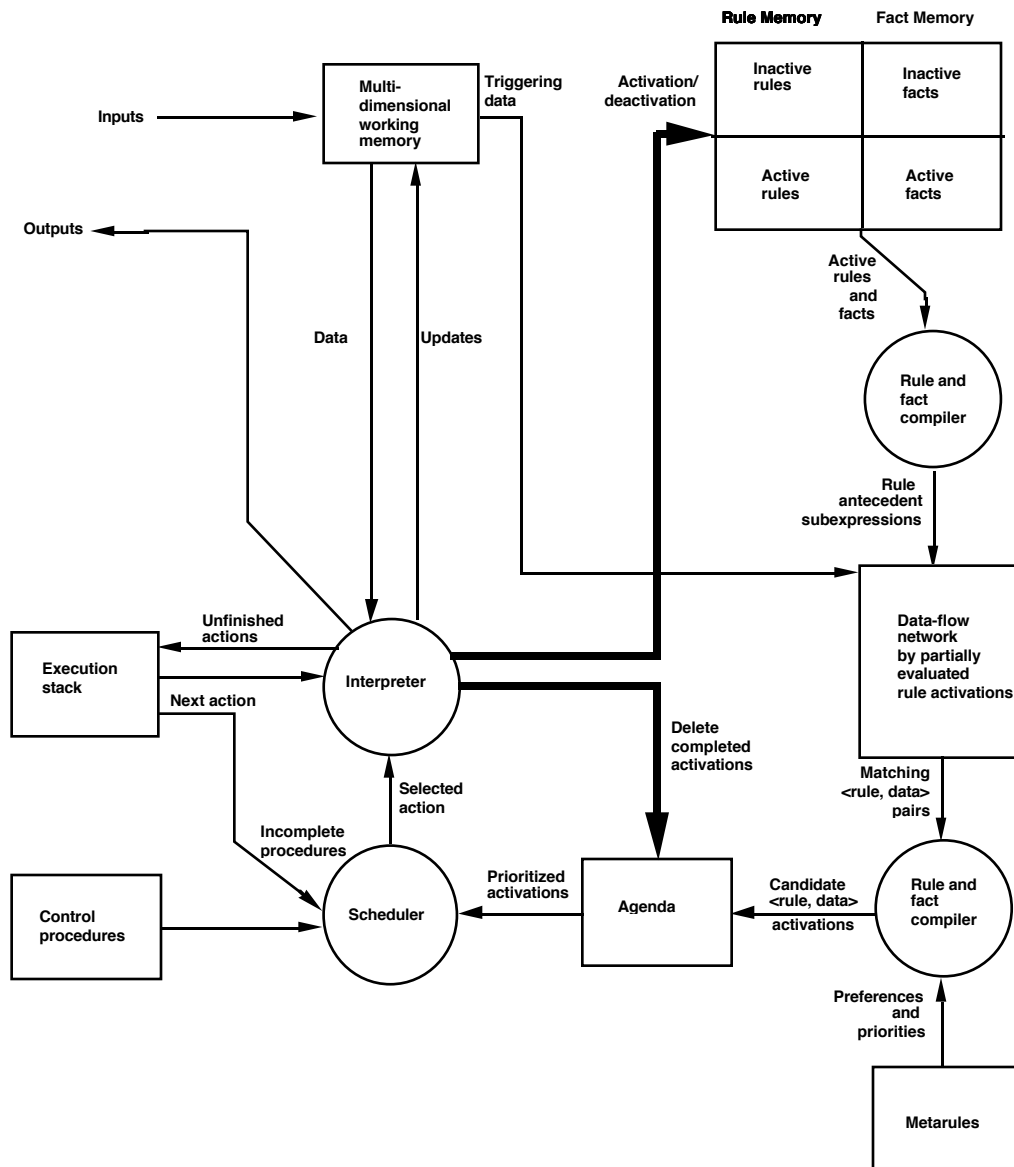 Rule Memory
Fact Memory
Inactive
rules
Inactive
facts
Active
rules
Active
facts
Multi-
dimensional
working
memory
Triggering
data
Activation/
deactivation
Inputs
Outputs
Active
rules
and
facts
Data
Updates
Rule and
fact
compiler
Rule
antecedent
subexpressions
Unfinished
actions
Execution
stack
Next action
Interpreter
Data-flow
network
by partially
evaluated
rule activations
Delete
completed
activations
Selected
action
Matching
<rule, data>
pairs
Incomplete
procedures
Control
procedures
Scheduler
Prioritized
activations
Agenda
Candidate
<rule, data>
activations
Rule and
fact
compiler
Preferences
and
priorities
Metarules